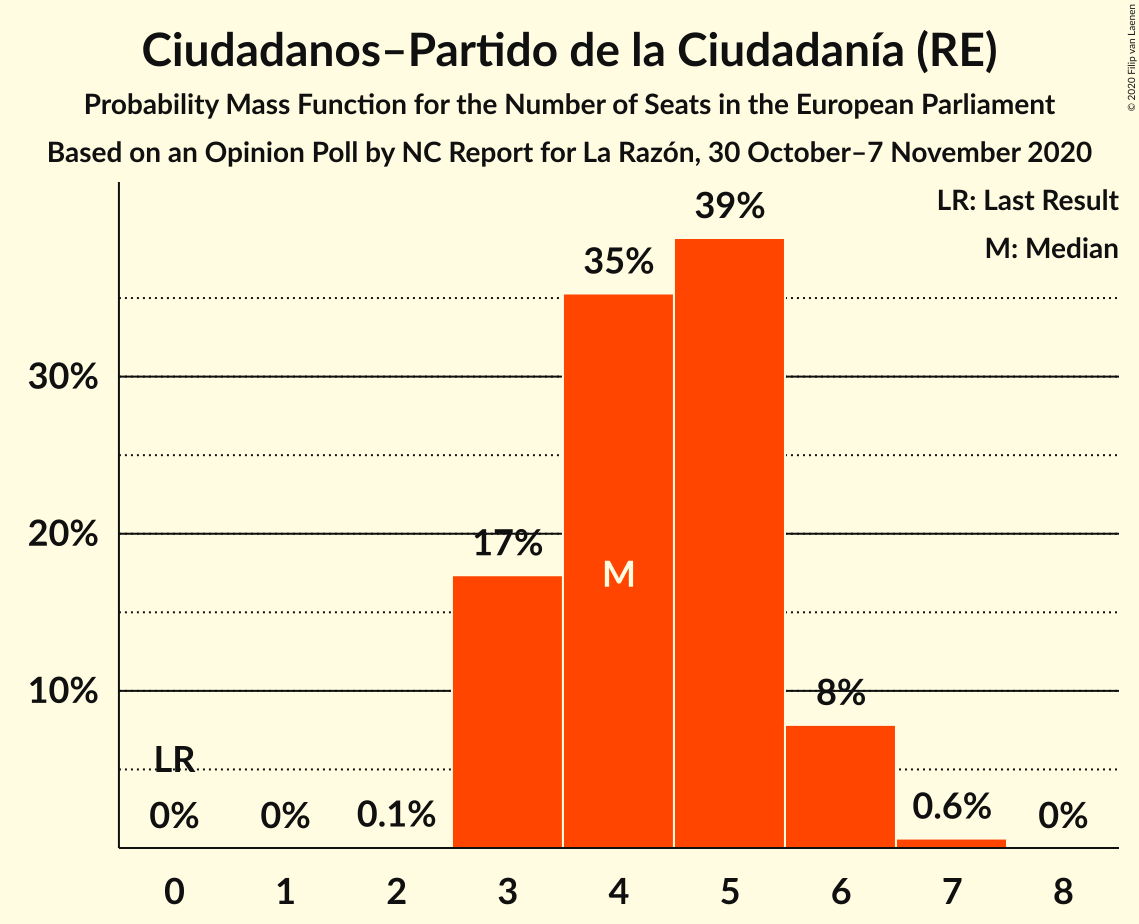 Ciudadanos–Partido de la Ciudadanía (RE)
Probability Mass Function for the Number of Seats in the European Parliament
Based on an Opinion Poll by NC Report for La Razón, 30 October–7 November 2020
© 2020 Filip van Laenen
LR: Last Result
M: Median
39%
35%
30%
20%
17%
M
10%
8%
LR
0%
0%
0.1%
0.6%
0%
0
1
2
3
4
5
6
7
8